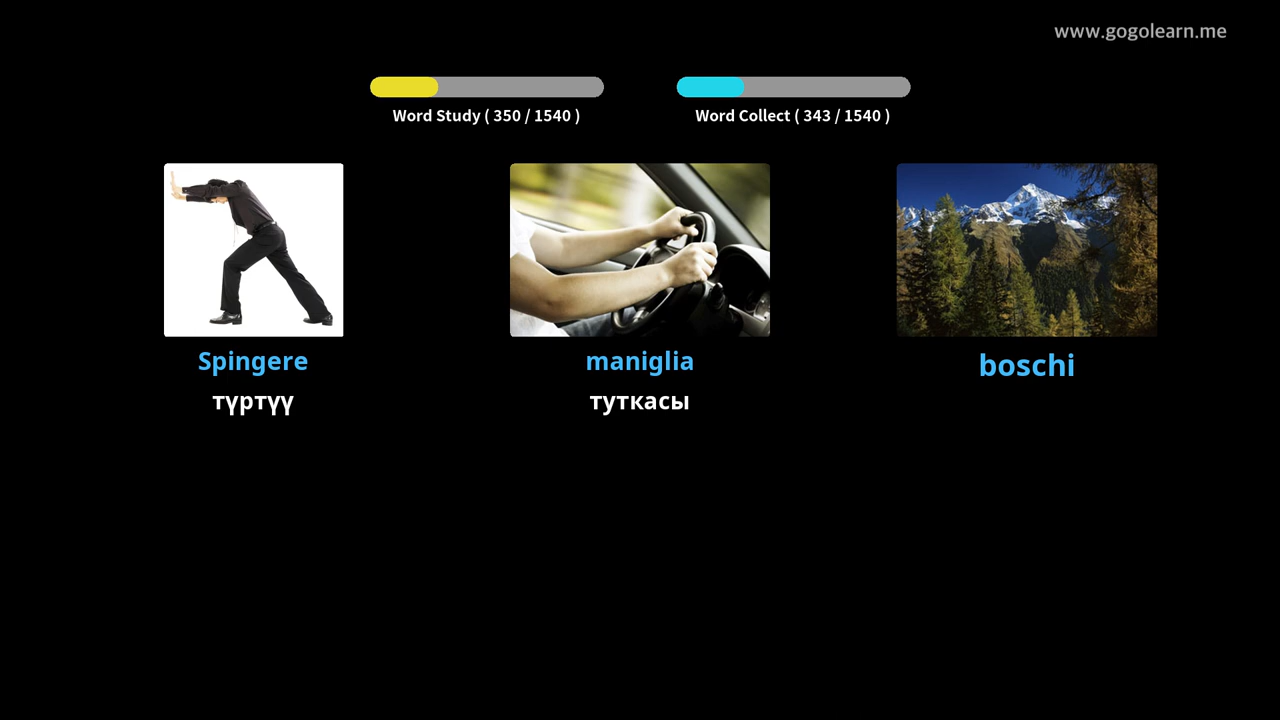 www.gogolearn.me
Word Study ( 350 / 1540 )
Word Collect ( 343 / 1540 )
Spingere
maniglia
boschi
түртүү
туткасы